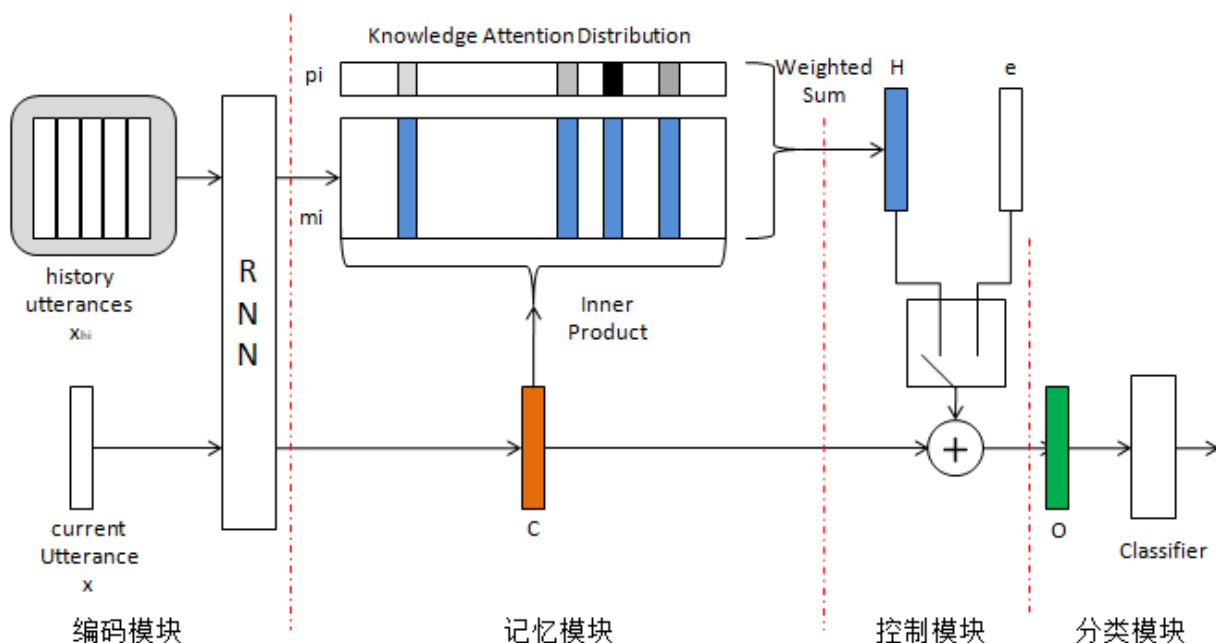 Knowledge Attention Distribution
pi
mi
Weighted
Sum
H
e
history
utterances
xhi
R
N
N
Inner
Product
current
Utterance
x
C
O
Classifier
编码模块
记忆模块
控制模块
分类模块